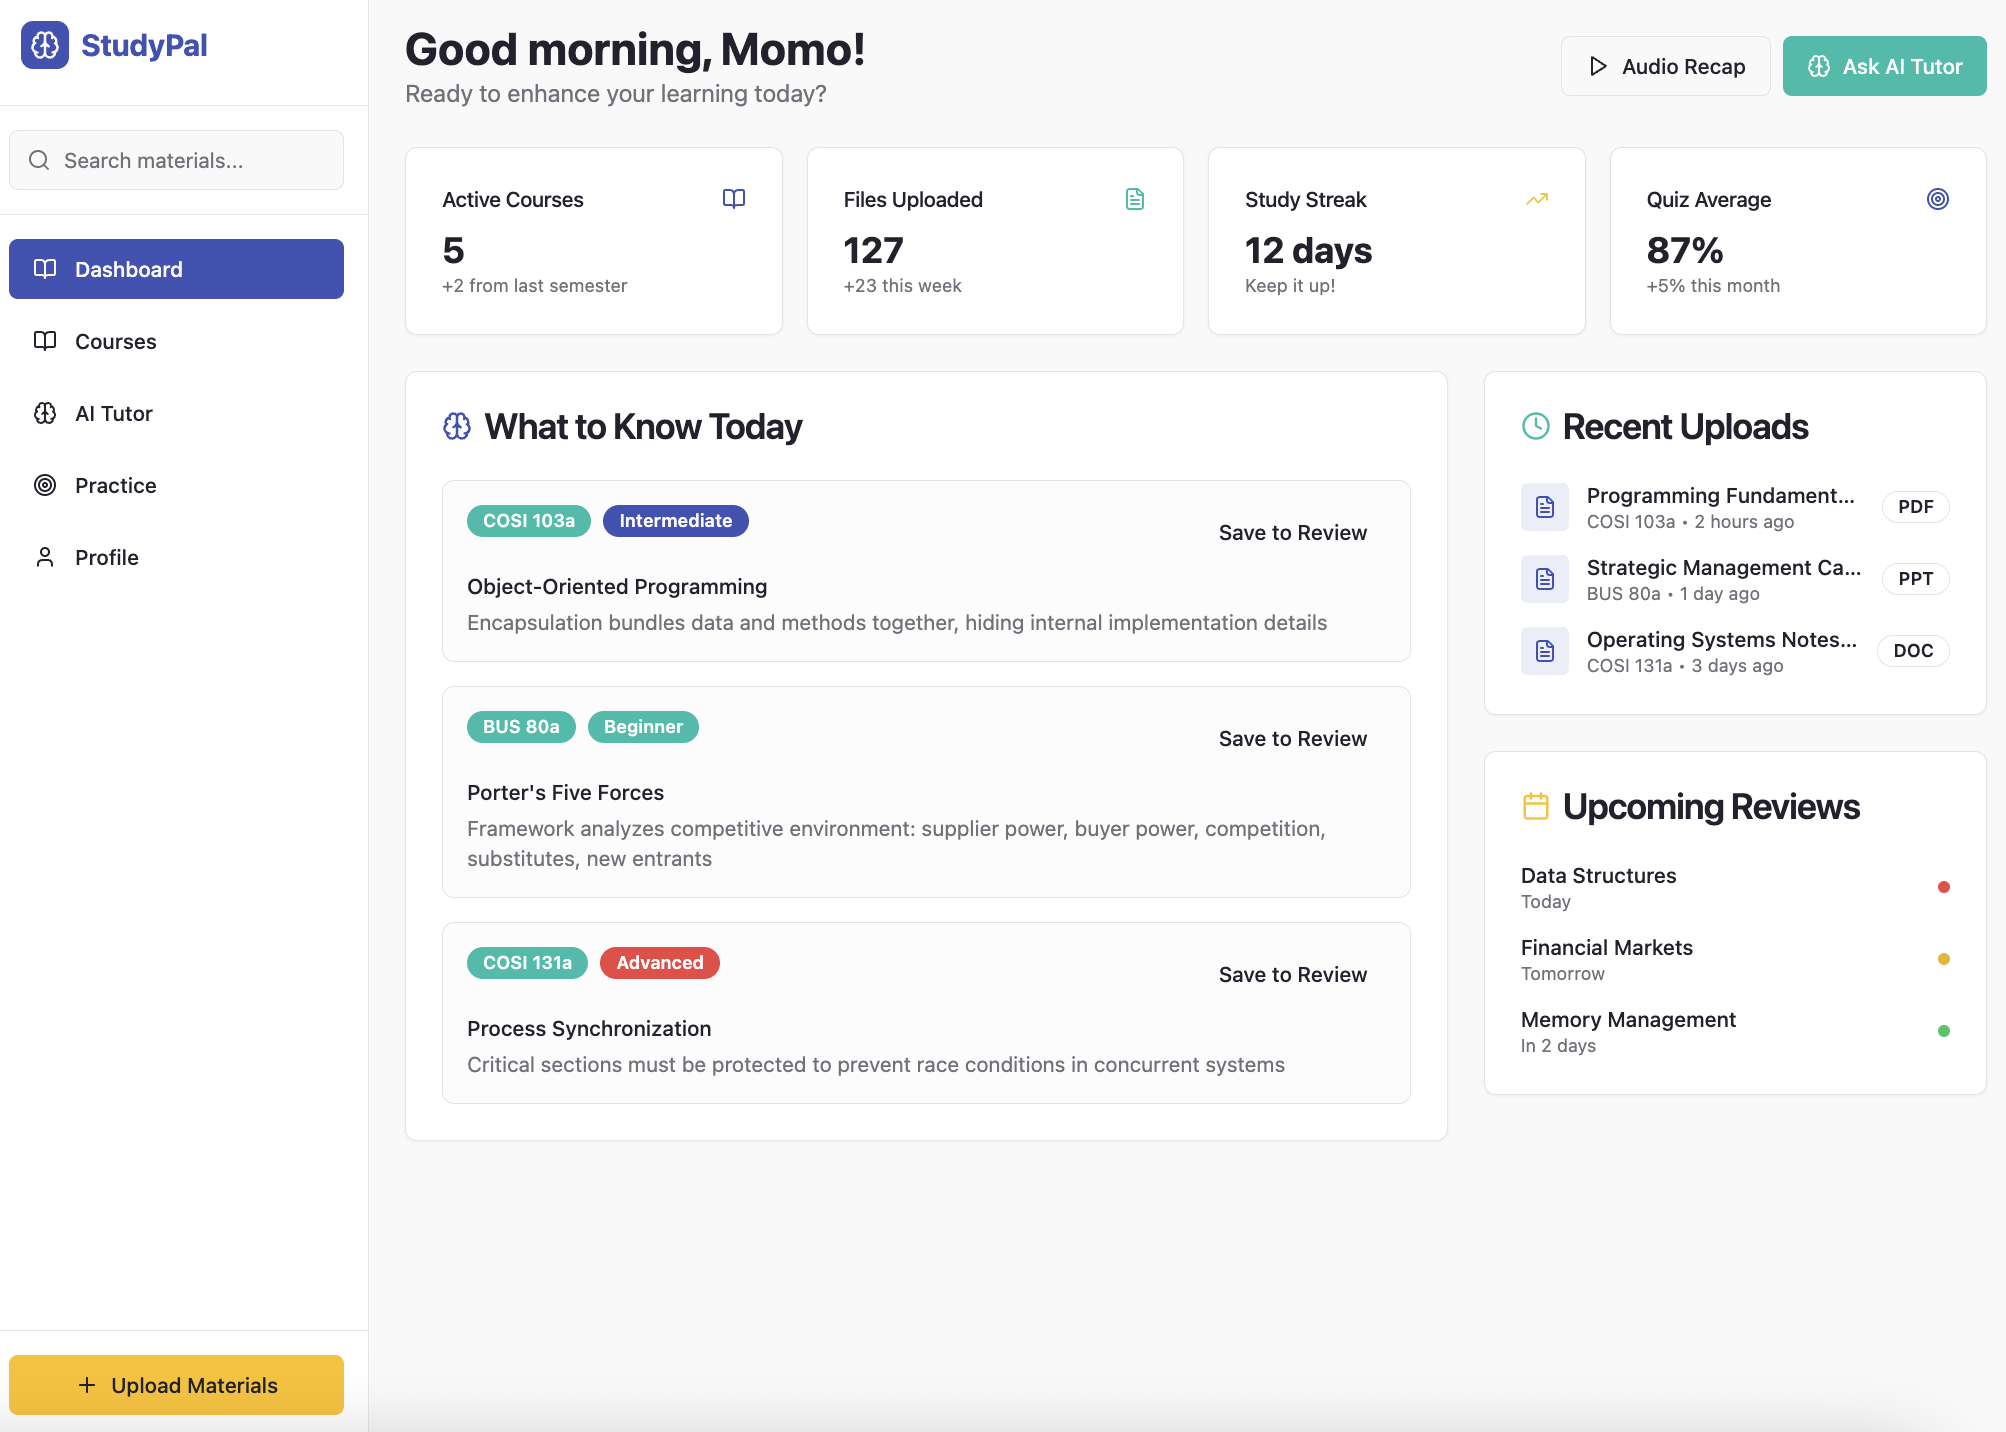 StudyPal
Search materials...
Dashboard
Courses
AI Tutor
Practice
Profile
Upload Materials
Good morning, Momo!
Ready to enhance your learning today?
Audio Recap
Ask AI Tutor
Active Courses
5
+2 from last semester
Files Uploaded
127
+23 this week
Study Streak
12 days
Keep it up!
Quiz Average
87%
+5% this month
What to Know Today
COSI 103a
Intermediate
Save to Review
Object-Oriented Programming
Encapsulation bundles data and methods together, hiding internal implementation details
BUS 80a
Beginner
Save to Review
Porter's Five Forces
Framework analyzes competitive environment: supplier power, buyer power, competition,
substitutes, new entrants
COSI 131a
Advanced
Save to Review
Process Synchronization
Critical sections must be protected to prevent race conditions in concurrent systems
Recent Uploads
Programming Fundament...
COSI 103a • 2 hours ago
PDF
Strategic Management Ca...
BUS 80a • 1 day ago
PPT
Operating Systems Notes...
COSI 131a • 3 days ago
DOC
Upcoming Reviews
Data Structures
Today
Financial Markets
Tomorrow
Memory Management
In 2 days